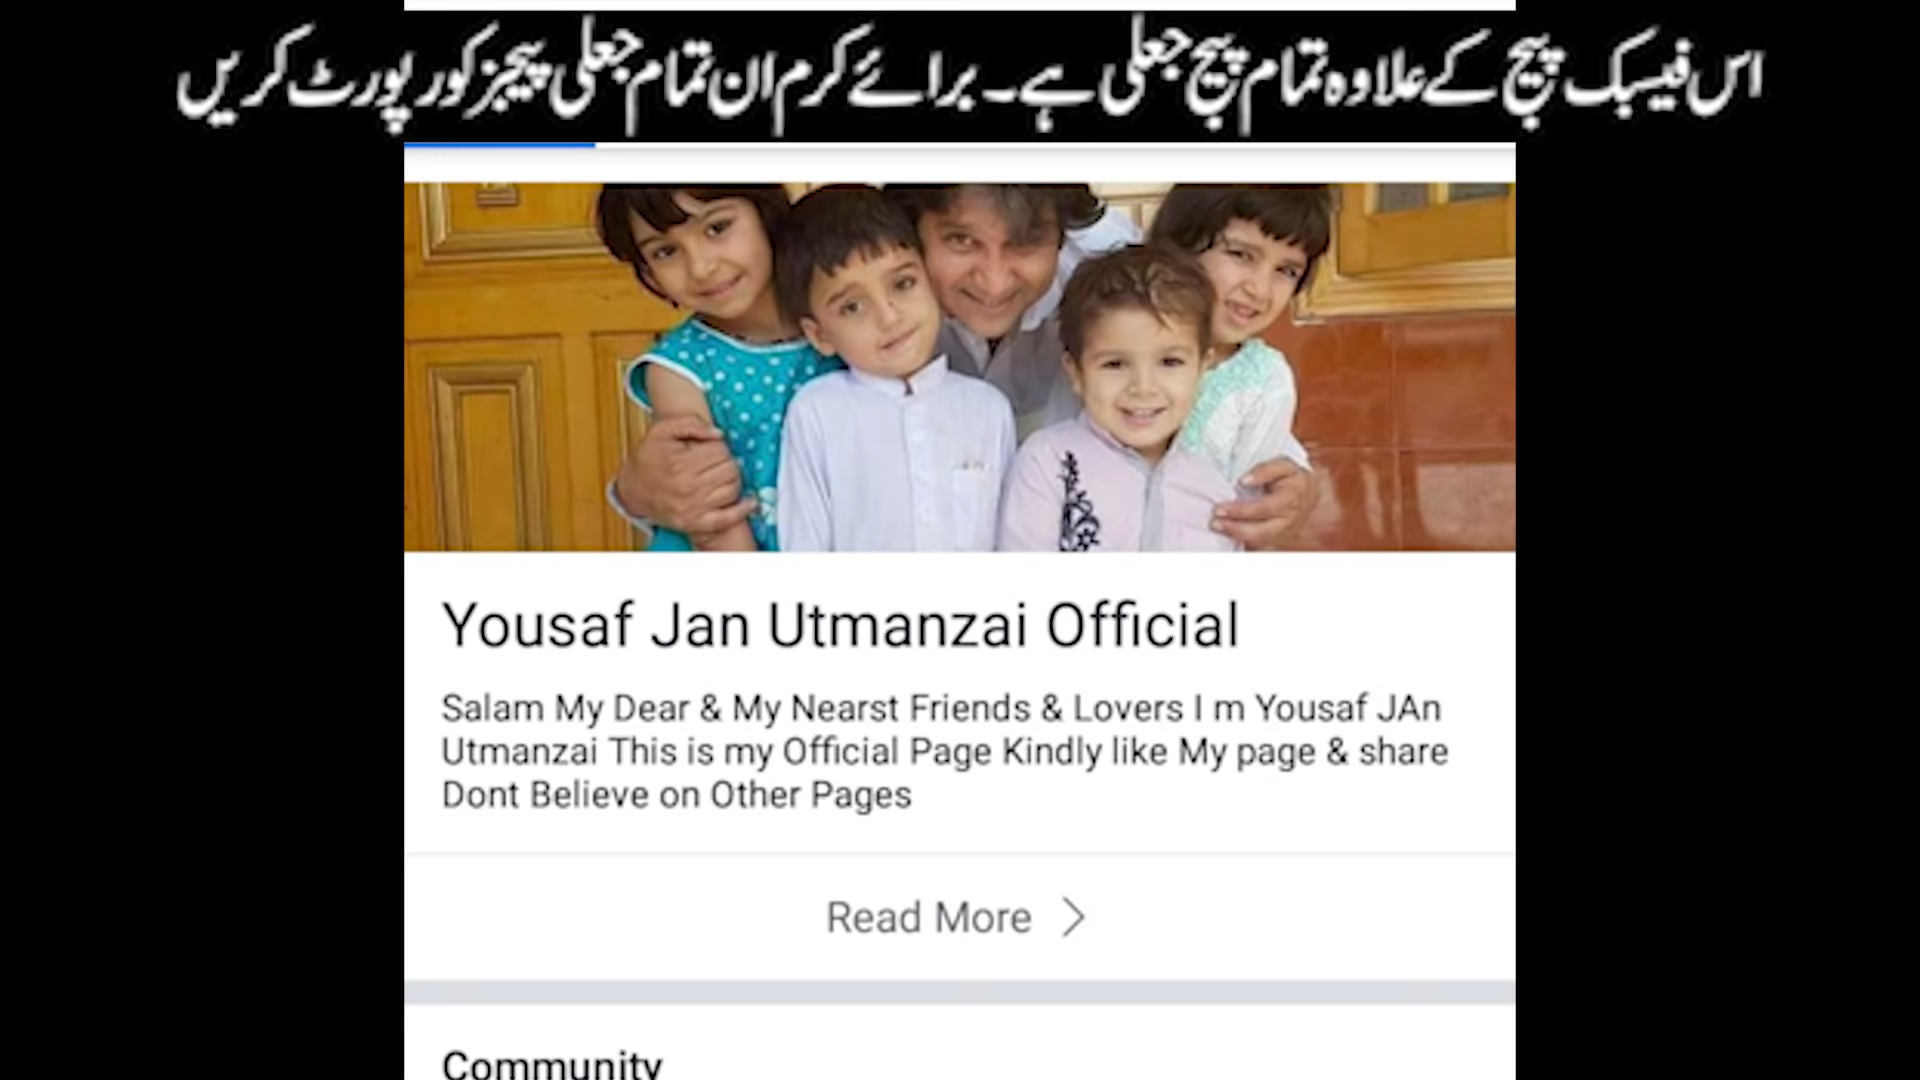 اس فیسبک پیج کے علاوہ تمام پیج جعلی ہے۔ برائے کرم ان تمام جعلی پیجز کو رپورٹ کریں
Yousaf Jan Utmanzai Official
Salam My Dear & My Nearst Friends & Lovers I m Yousaf JAn
Utmanzai This is my Official Page Kindly like My page & share
Dont Believe on Other Pages
Read More
Community